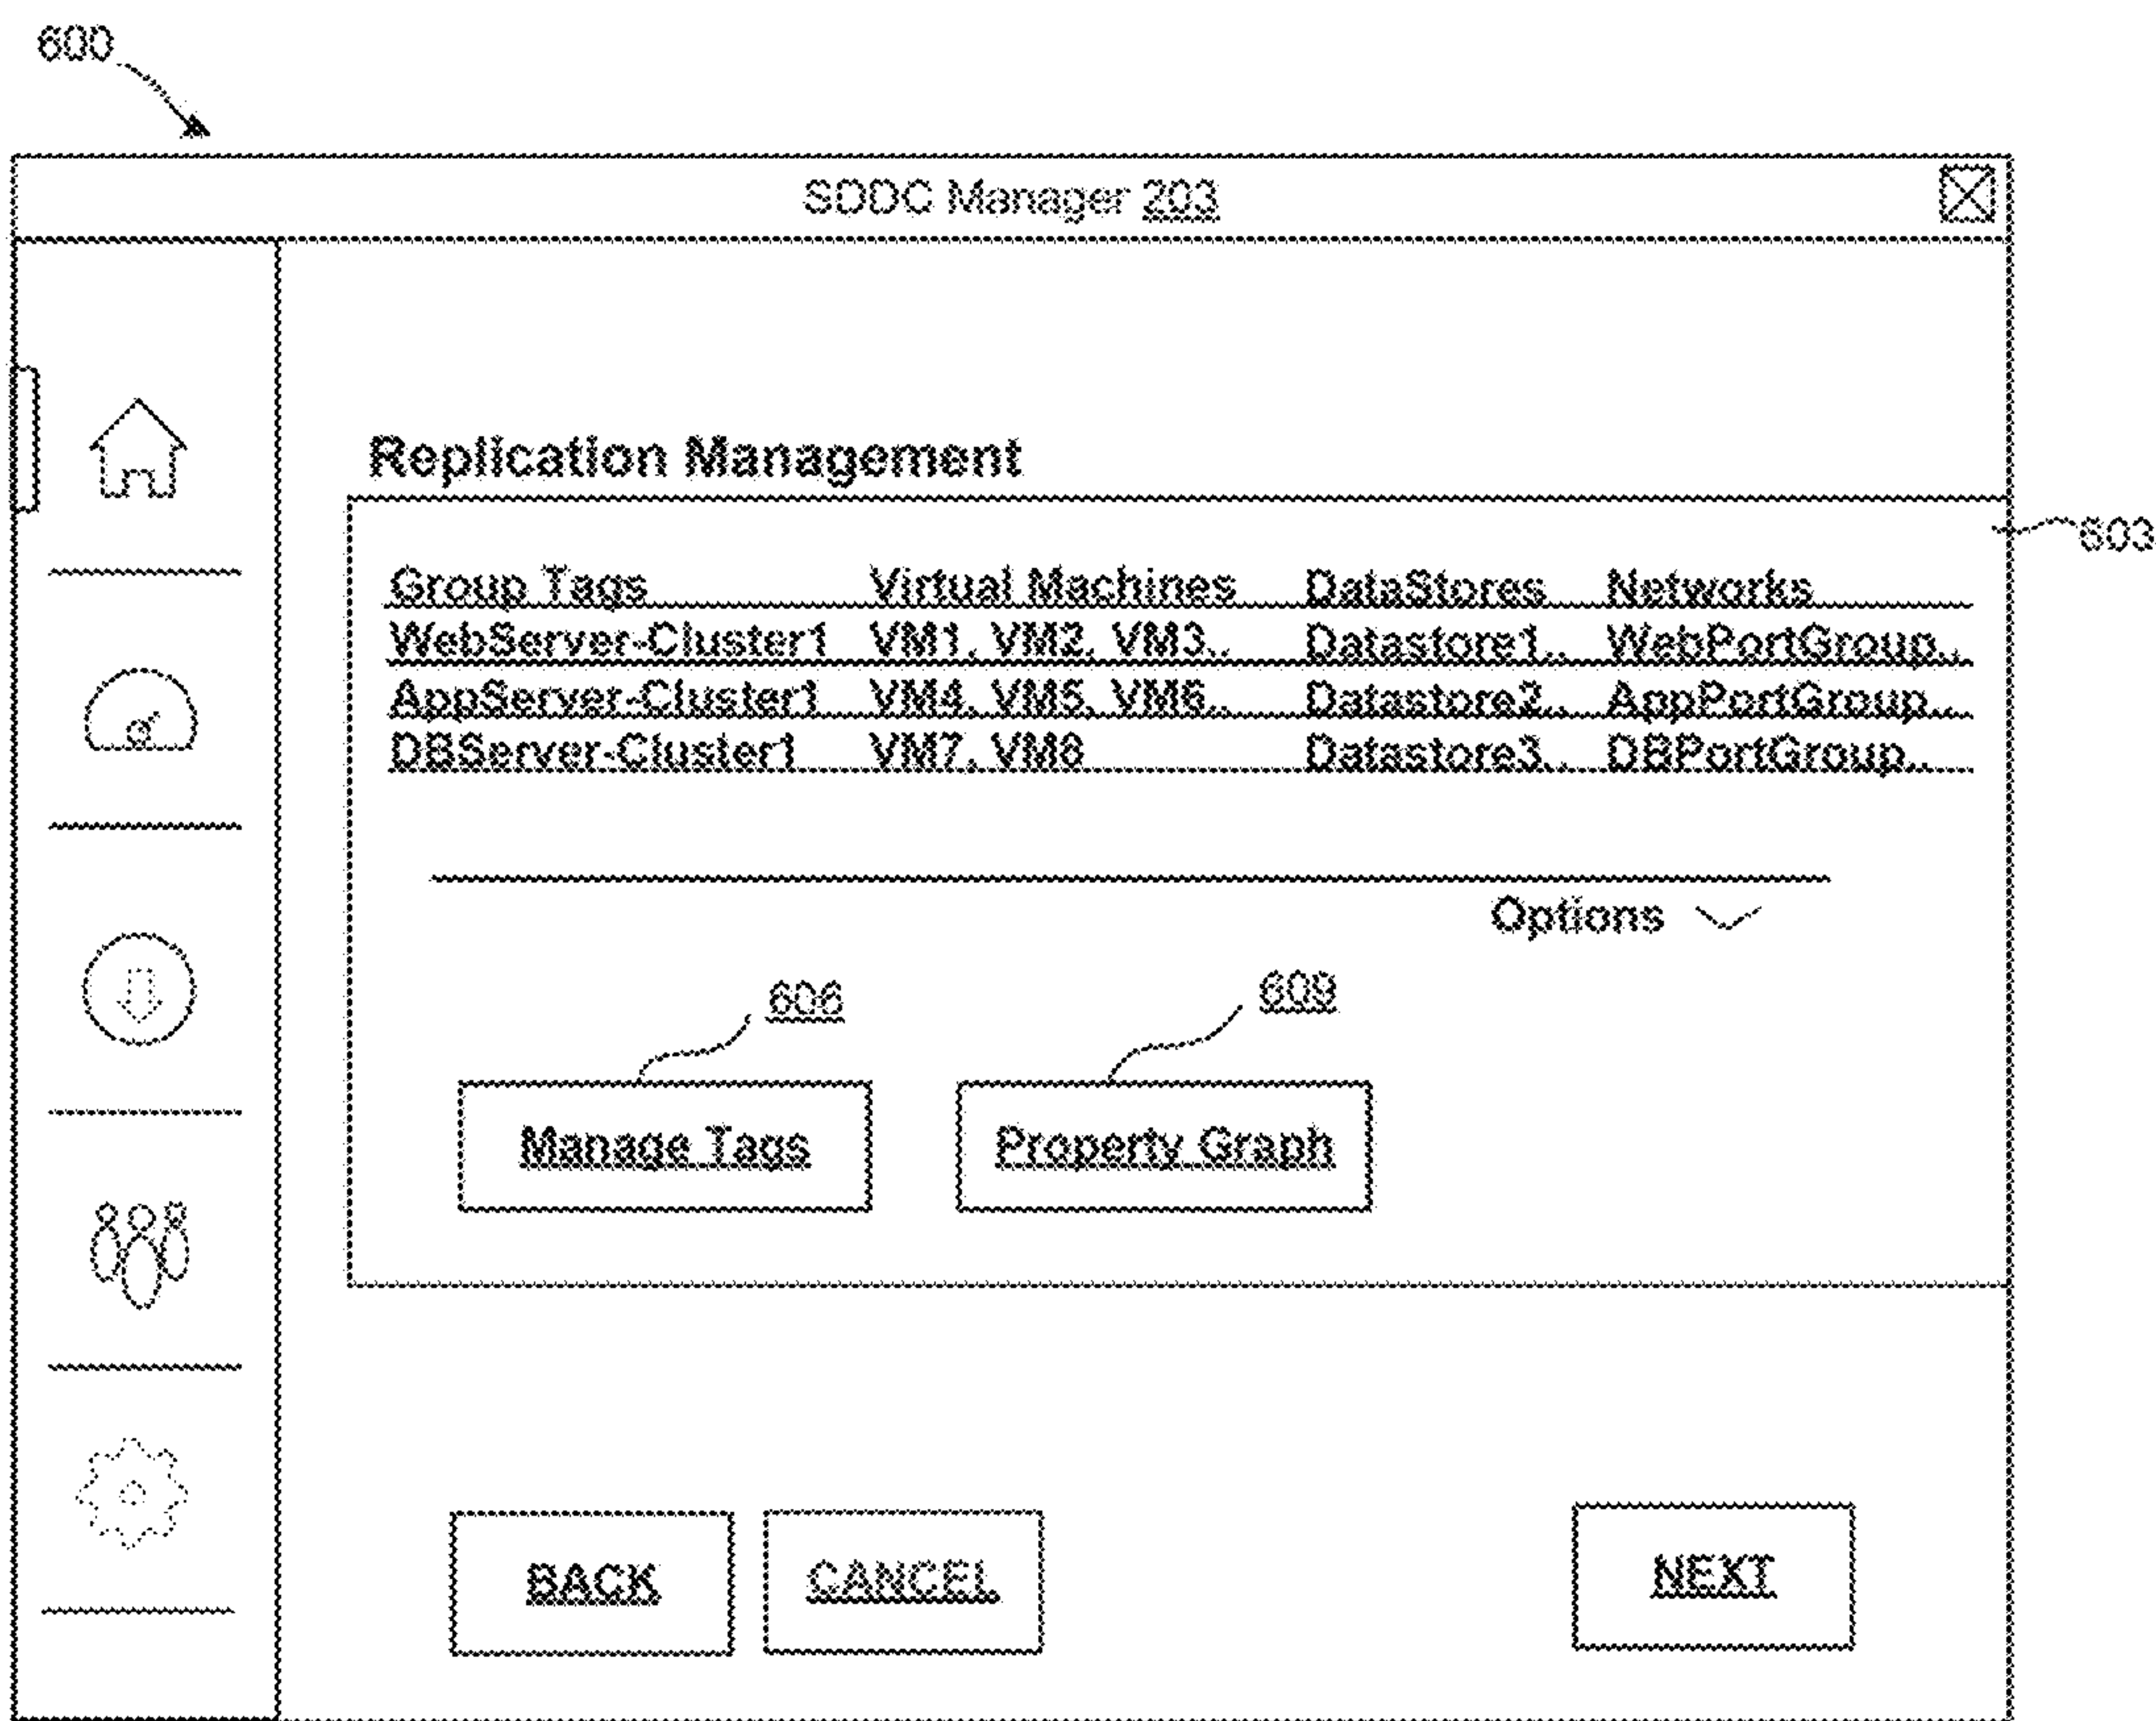 600
SDDC Manager 203
Replication Management
603
Group Tags Virtual Machines DataStores Networks
WebServer-Cluster1 VM1, VM2, VM3.. Datastore1.. WebPortGroup..
AppServer-Cluster1 VM4, VM5, VM6.. Datastore2.. AppPortGroup..
DBServer-Cluster1 VM7, VM8 Datastore3.. DBPortGroup..
Options
606 609
Manage Tags Property Graph
BACK CANCEL NEXT